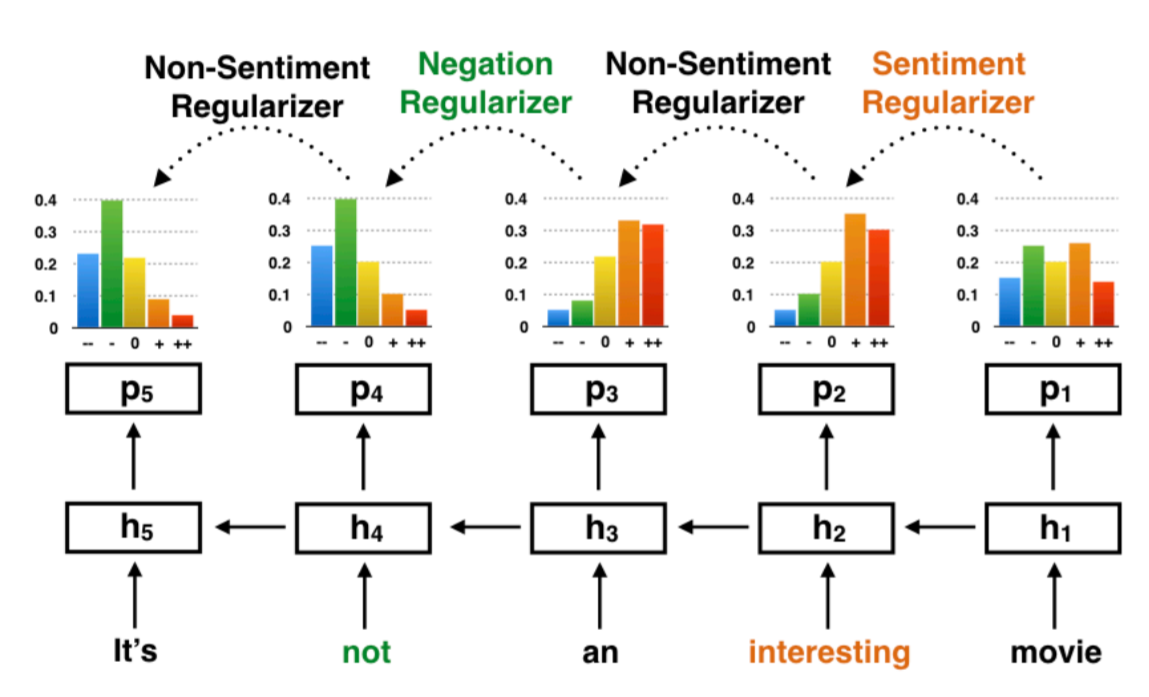 Non-Sentiment
Regularizer
Negation
Regularizer
Non-Sentiment
Regularizer
Sentiment
Regularizer
0.4
0.3
0.2
0.1
0
-- - 0 + ++
0.4
0.3
0.2
0.1
0
-- - 0 + ++
0.4
0.3
0.2
0.1
0
-- - 0 + ++
0.4
0.3
0.2
0.1
0
-- - 0 + ++
0.4
0.3
0.2
0.1
0
-- - 0 + ++
p5
p4
p3
p2
p1
h5
h4
h3
h2
h1
It's
not
an
interesting
movie